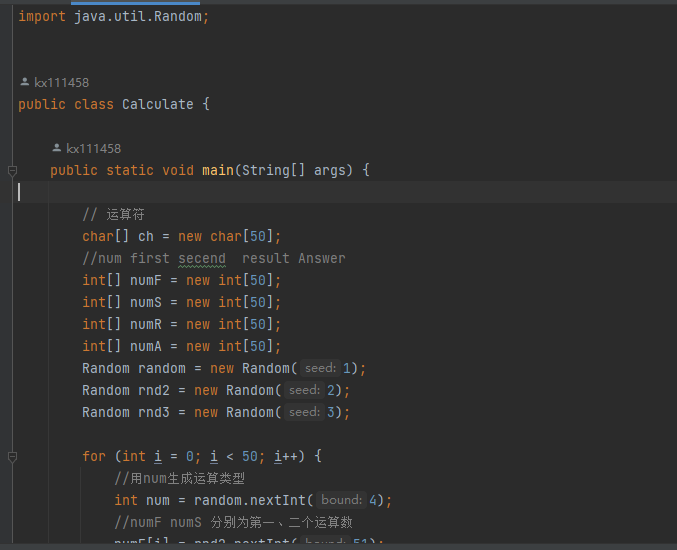 import java.util.Random;
kx111458
public class Calculate {
kx111458
public static void main(String[] args) {
// 运算符
char[] ch = new char[50];
//num first secend  result Answer
int[] numF = new int[50];
int[] numS = new int[50];
int[] numR = new int[50];
int[] numA = new int[50];
Random random = new Random( seed: 1);
Random rnd2 = new Random( seed: 2);
Random rnd3 = new Random( seed: 3);
for (int i = 0; i < 50; i++) {
//用num生成运算类型
int num = random.nextInt( bound: 4);
//numF numS 分别为第一、二个运算数
numF[i] = rnd2.nextInt( bound: 51);